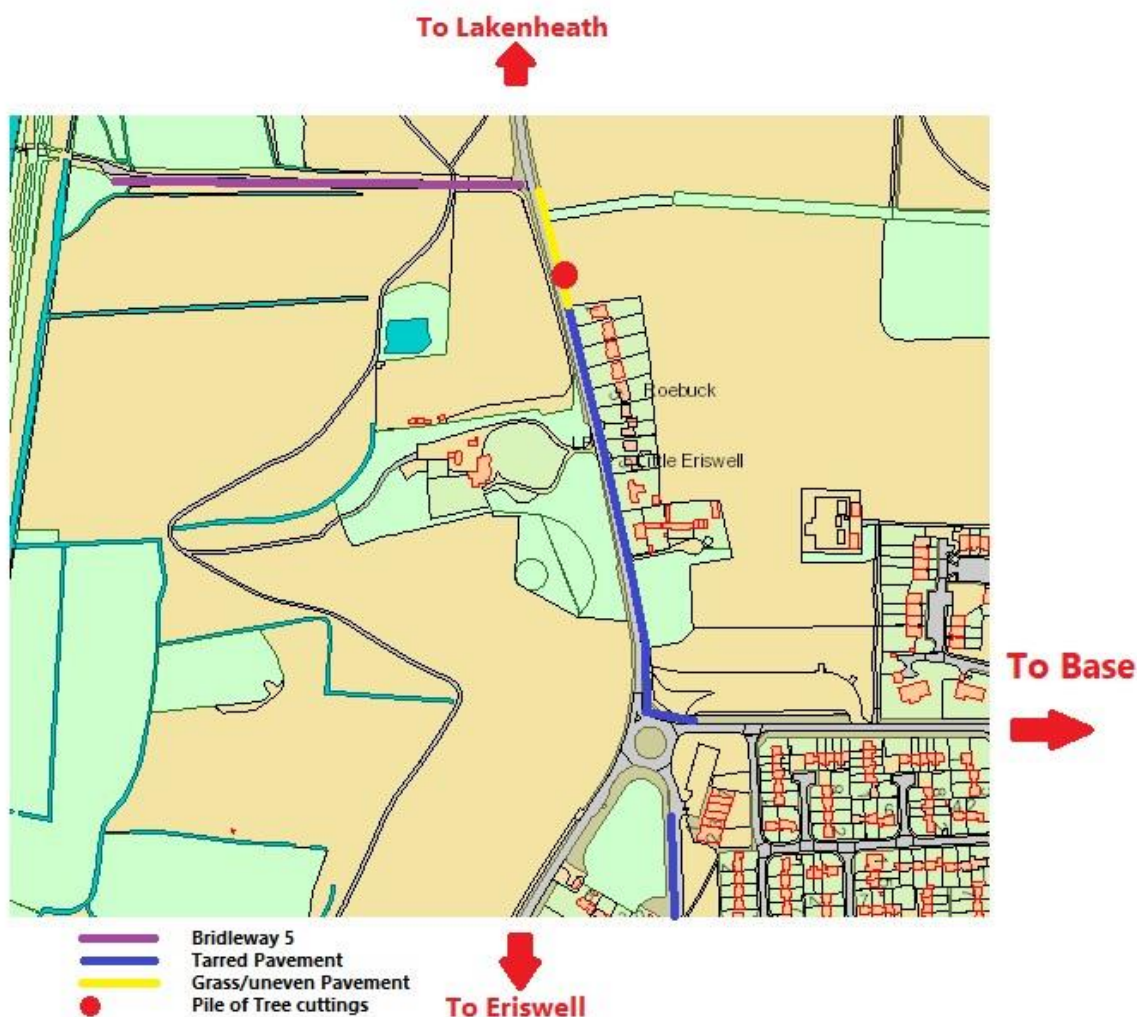 To Lakenheath
Roebuck
Little Eriswell
To Base
Bridleway 5
Tarred Pavement
Grass/uneven Pavement
Pile of Tree cuttings
To Eriswell